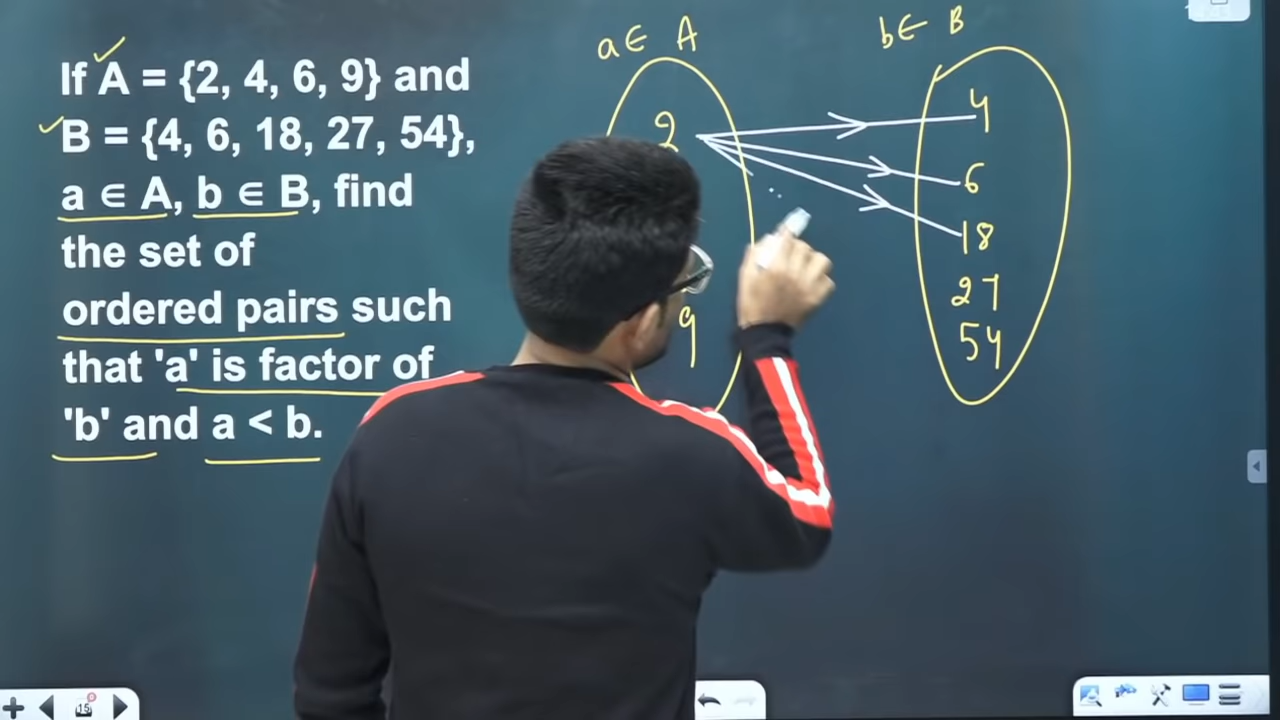 If A = {2, 4, 6, 9} and
B = {4, 6, 18, 27, 54},
a ∈ A, b ∈ B, find
the set of
ordered pairs such
that 'a' is factor of
'b' and a < b.
a ∈ A
b ∈ B
2
9
4
6
18
27
54
15